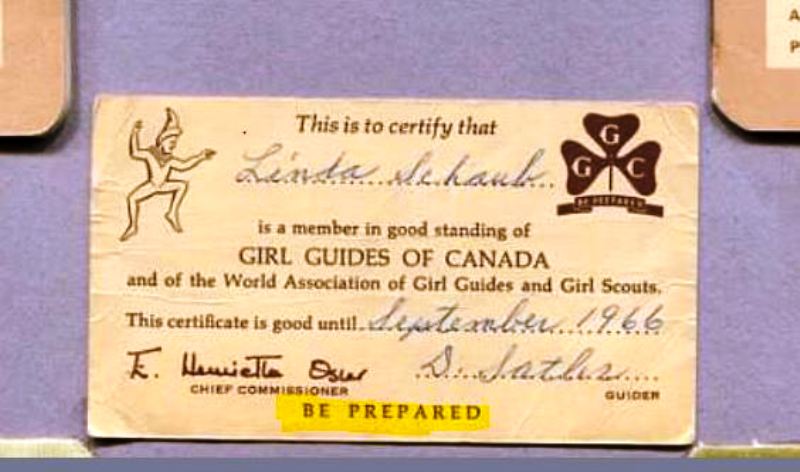 This is to certify that
Linda Schaub
G
G C
BE PREPARED
is a member in good standing of
GIRL GUIDES OF CANADA
and of the World Association of Girl Guides and Girl Scouts.
This certificate is good until September 1966
E. Henrietta Osler D.
CHIEF COMMISSIONER GUIDER
BE PREPARED
A
P